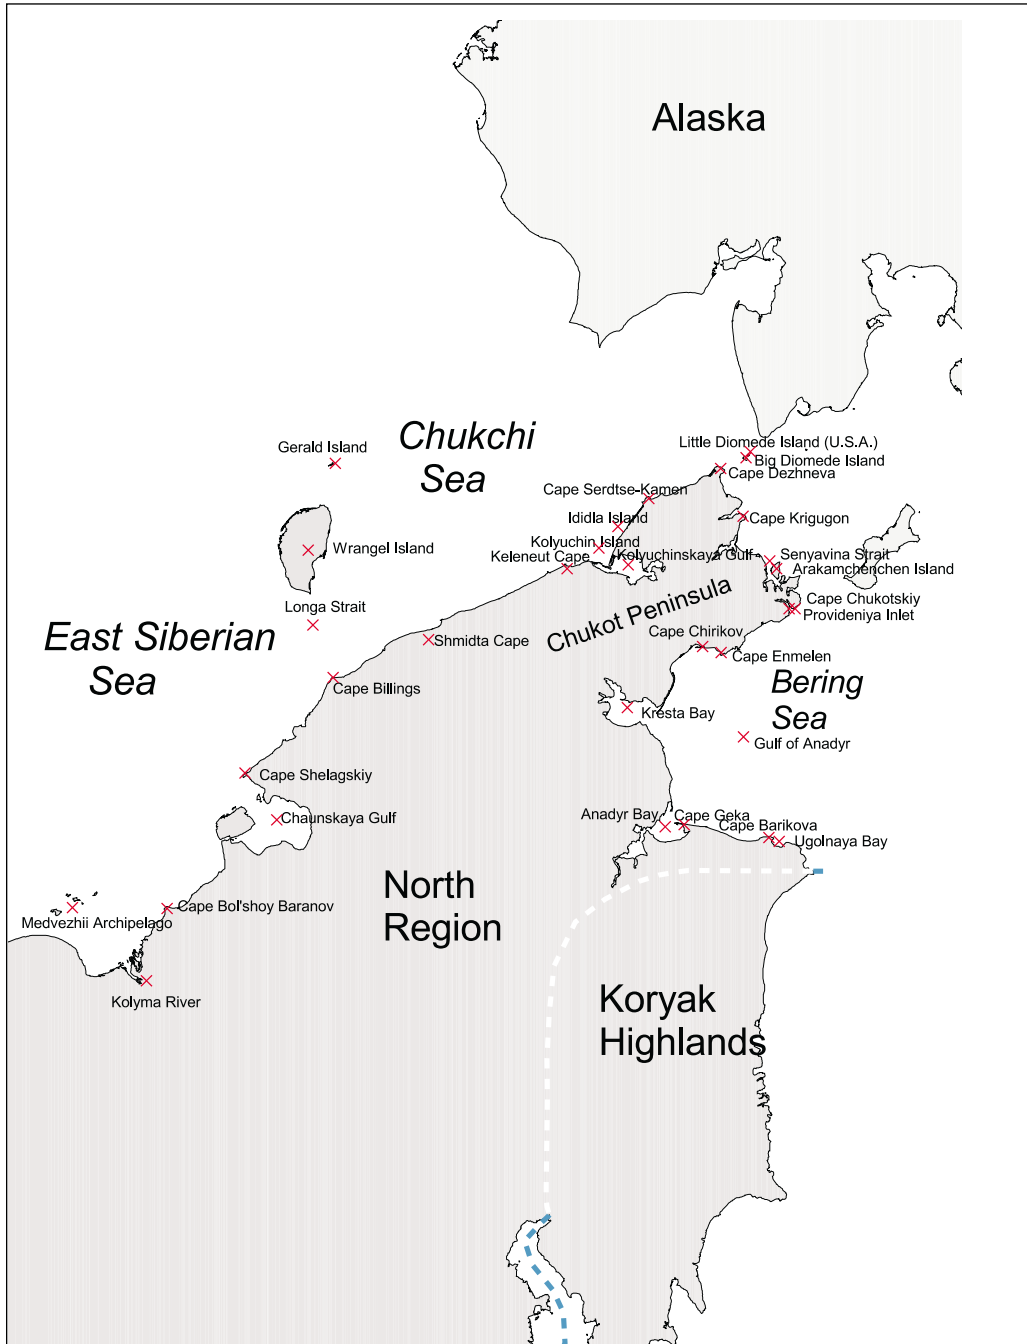 Alaska
Chukchi
Sea
Little Diomede Island (U.S.A.)
Big Diomede Island
Cape Dezhneva
Gerald Island
Cape Serdtse-Kamen
Ididla Island
Cape Krigugon
Kolyuchin Island
Wrangel Island
Keleneut Cape
Kolyuchinskaya Gulf
Senyavina Strait
Arakamchenchen Island
Longa Strait
Cape Chukotskiy
Provideniya Inlet
East Siberian
Sea
Shmidta Cape
Chukot Peninsula
Cape Chirikov
Cape Enmelen
Cape Billings
Bering
Sea
Kresta Bay
Gulf of Anadyr
Cape Shelagskiy
Chaunskaya Gulf
Anadyr Bay
Cape Geka
Cape Barikova
Ugolnaya Bay
North
Region
Cape Bol'shoy Baranov
Medvezhii Archipelago
Kolyma River
Koryak
Highlands